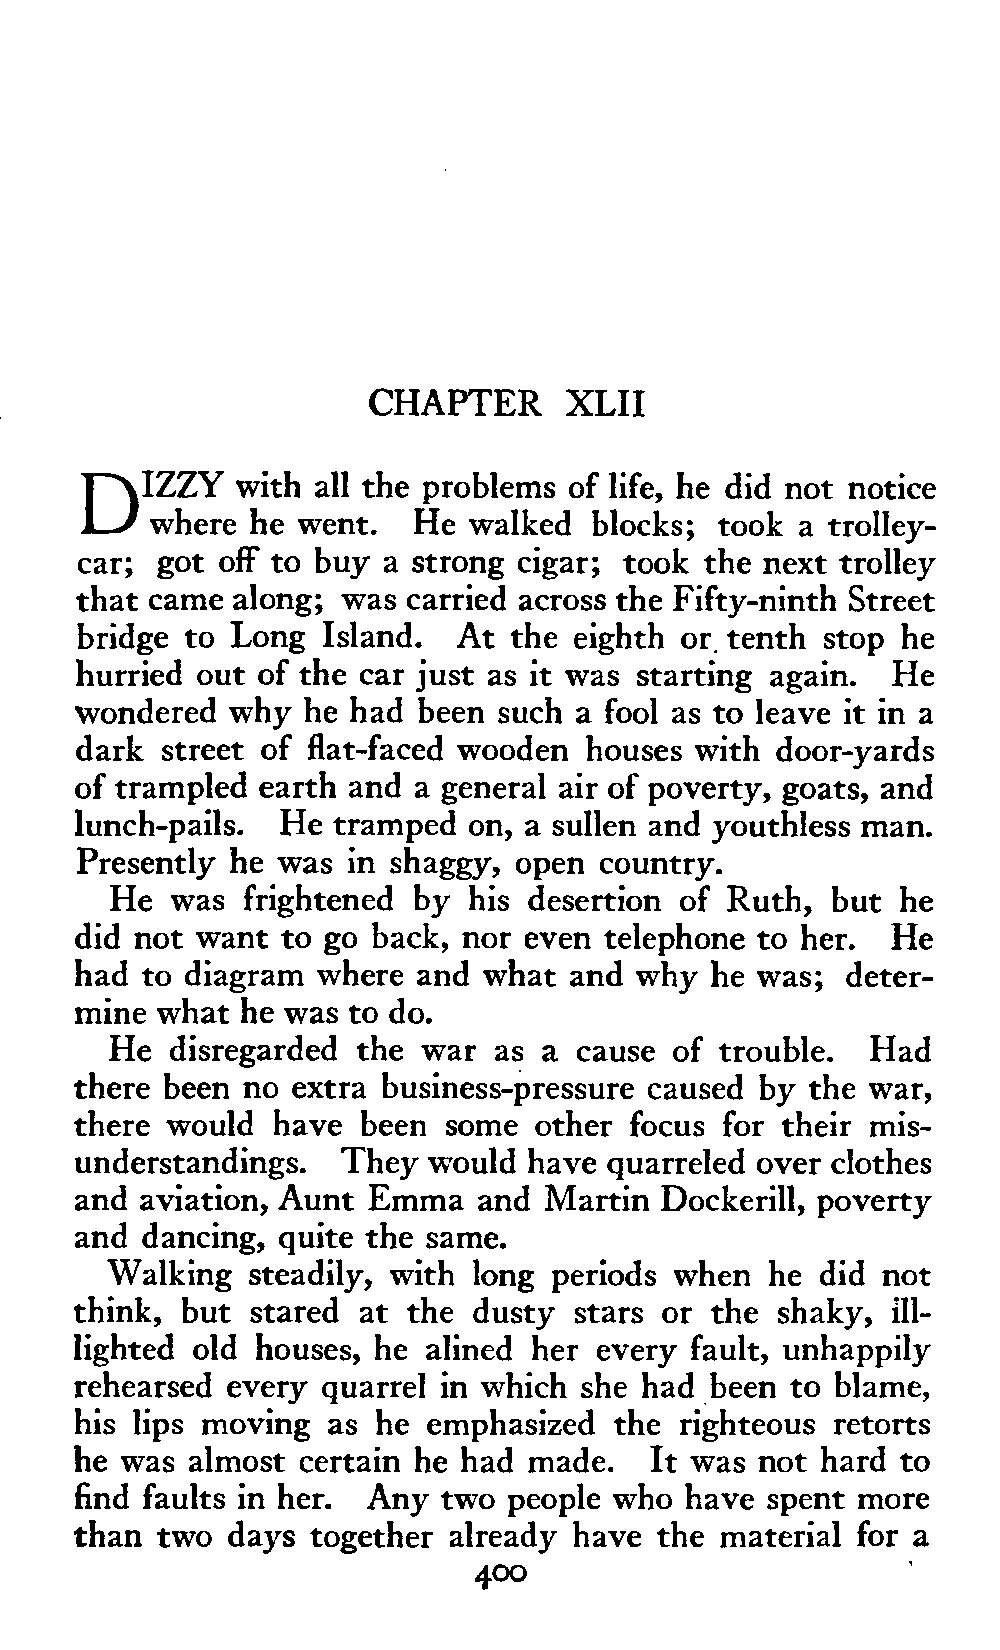 CHAPTER XLII
DIZZY with all the problems of life, he did not notice
where he went. He walked blocks; took a trolley-
car; got off to buy a strong cigar; took the next trolley
that came along; was carried across the Fifty-ninth Street
bridge to Long Island. At the eighth or tenth stop he
hurried out of the car just as it was starting again. He
wondered why he had been such a fool as to leave it in a
dark street of flat-faced wooden houses with door-yards
of trampled earth and a general air of poverty, goats, and
lunch-pails. He tramped on, a sullen and youthless man.
Presently he was in shaggy, open country.
He was frightened by his desertion of Ruth, but he
did not want to go back, nor even telephone to her. He
had to diagram where and what and why he was; deter-
mine what he was to do.
He disregarded the war as a cause of trouble. Had
there been no extra business-pressure caused by the war,
there would have been some other focus for their mis-
understandings. They would have quarreled over clothes
and aviation, Aunt Emma and Martin Dockerill, poverty
and dancing, quite the same.
Walking steadily, with long periods when he did not
think, but stared at the dusty stars or the shaky, ill-
lighted old houses, he alined her every fault, unhappily
rehearsed every quarrel in which she had been to blame,
his lips moving as he emphasized the righteous retorts
he was almost certain he had made. It was not hard to
find faults in her. Any two people who have spent more
than two days together already have the material for a
400